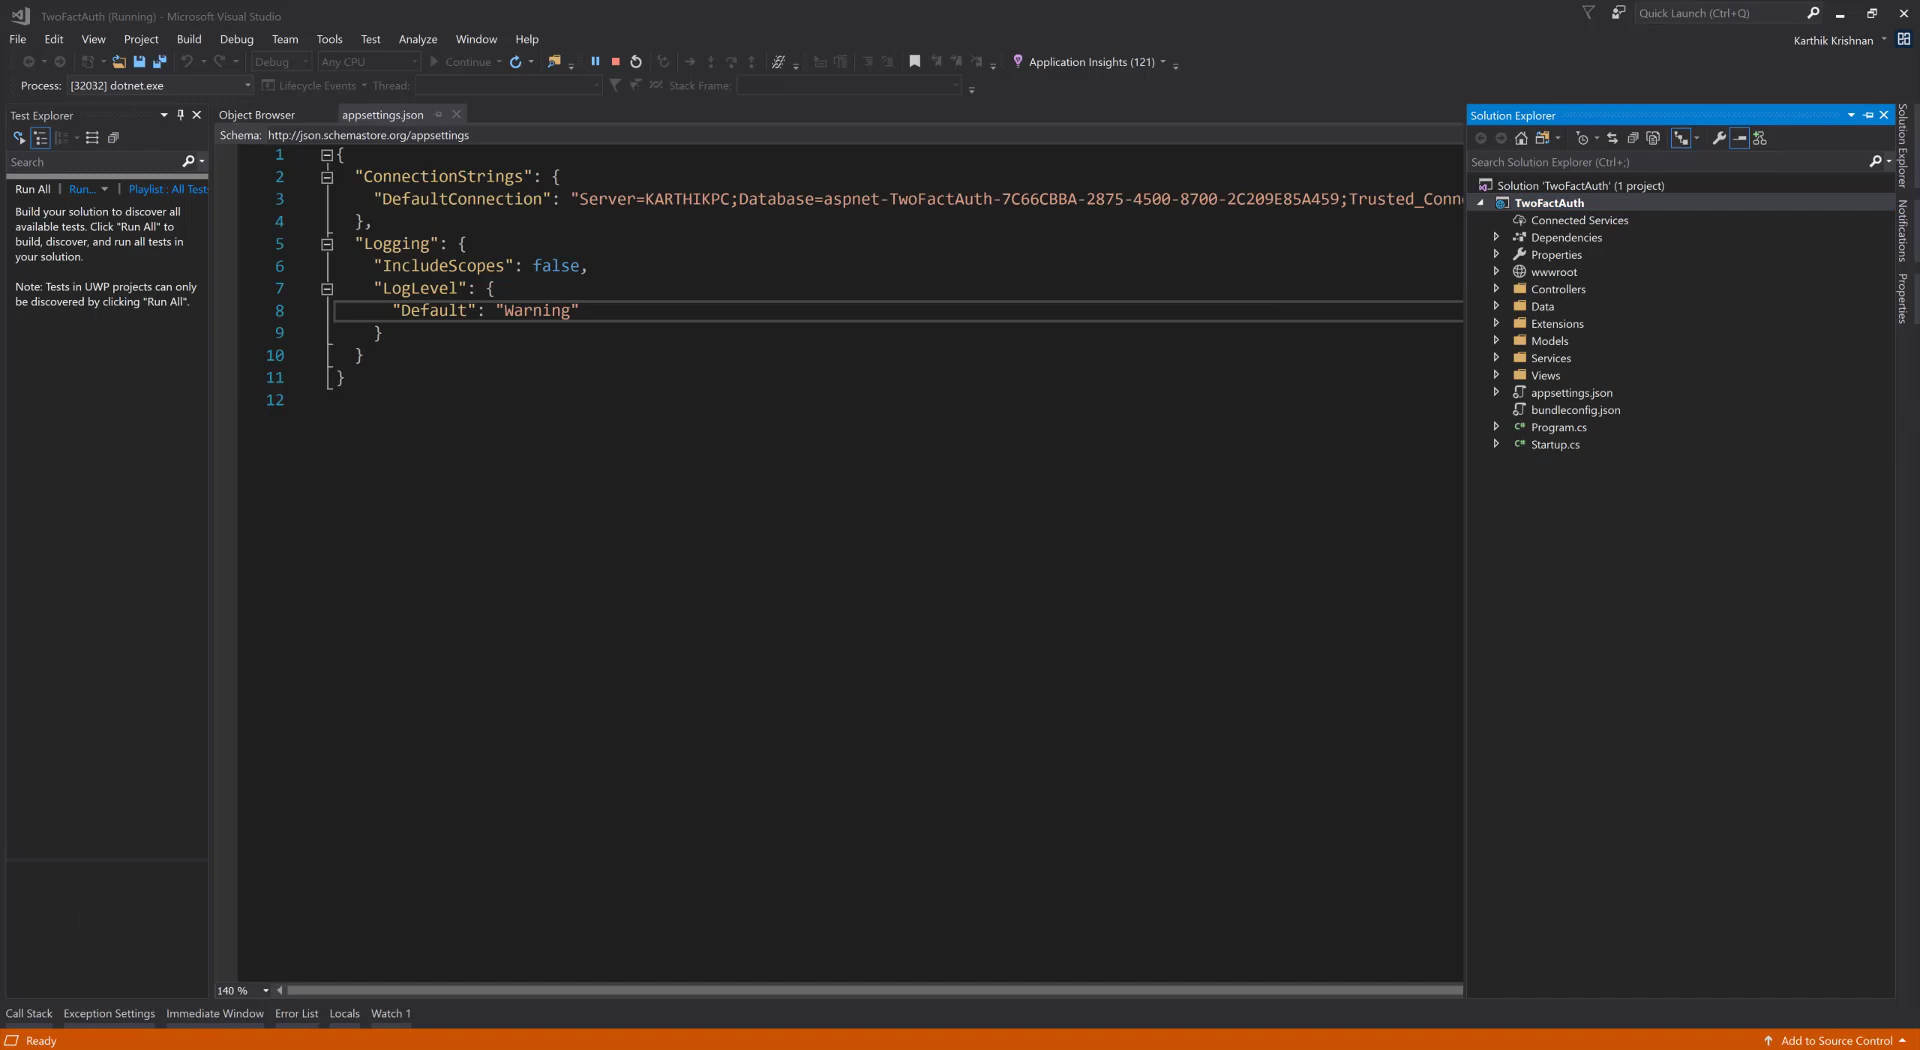 TwoFactAuth (Running) - Microsoft Visual Studio
Quick Launch (Ctrl+Q)
File Edit View Project Build Debug Team Tools Test Analyze Window Help
Karthik Krishnan
Debug Any CPU Continue Application Insights (121)
Process: [32032] dotnet.exe Lifecycle Events Thread: Stack Frame:
Test Explorer
Search
Run All | Run... | Playlist : All Tests
Build your solution to discover all
available tests. Click "Run All" to
build, discover, and run all tests in
your solution.
Note: Tests in UWP projects can only
be discovered by clicking "Run All".
Object Browser appsettings.json
Schema: http://json.schemastore.org/appsettings
1 {
2 "ConnectionStrings": {
3 "DefaultConnection": "Server=KARTHIKPC;Database=aspnet-TwoFactAuth-7C66CBBA-2875-4500-8700-2C209E85A459;Trusted_Conn
4 },
5 "Logging": {
6 "IncludeScopes": false,
7 "LogLevel": {
8 "Default": "Warning"
9 }
10 }
11 }
12
140 %
Solution Explorer
Search Solution Explorer (Ctrl+;)
Solution 'TwoFactAuth' (1 project)
TwoFactAuth
Connected Services
Dependencies
Properties
wwwroot
Controllers
Data
Extensions
Models
Services
Views
appsettings.json
bundleconfig.json
Program.cs
Startup.cs
Solution Explorer
Notifications
Properties
Call Stack Exception Settings Immediate Window Error List Locals Watch 1
Ready
Add to Source Control